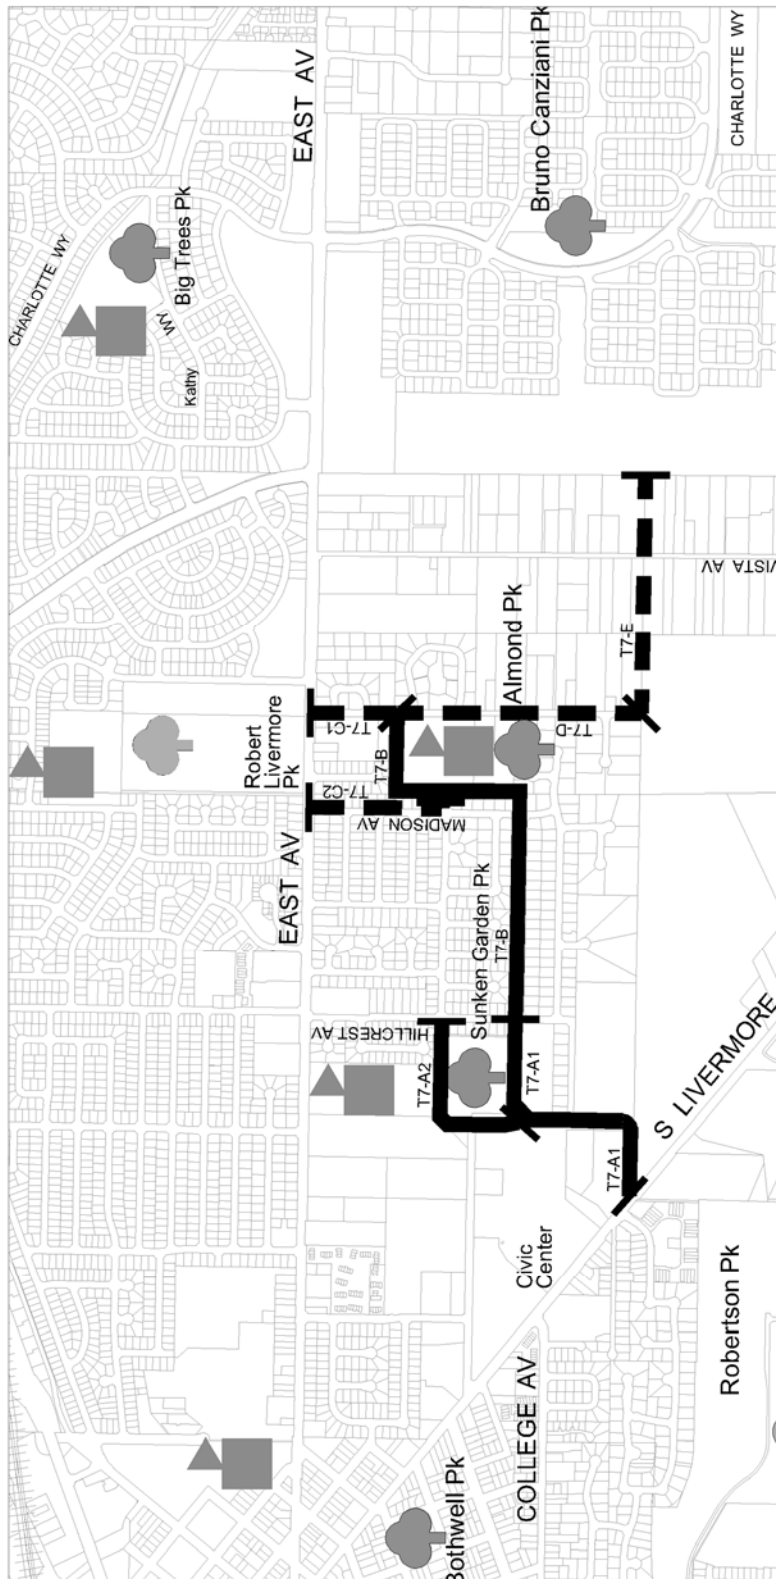 EAST AV
Bruno Canziani Pk
CHARLOTTE WY
CHARLOTTE WY
Big Trees Pk
WY
Kathy
VISTA AV
T7-E
Almond Pk
T7-D
T7-C1
T7-B
Robert
Livermore
Pk
T7-C2
MADISON AV
EAST AV
Sunken Garden Pk
T7-B
HILLCREST AV
T7-A2
T7-A1
S LIVERMORE
T7-A1
Civic
Center
Robertson Pk
COLLEGE AV
Bothwell Pk